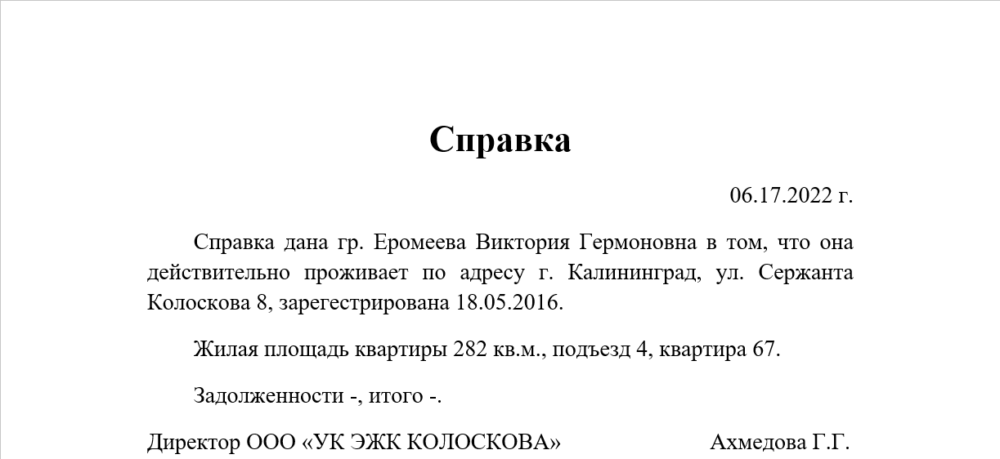 Справка
06.17.2022 г.
Справка дана гр. Еромеева Виктория Гермоновна в том, что она
действительно проживает по адресу г. Калининград, ул. Сержанта
Колоскова 8, зарегестрирована 18.05.2016.
Жилая площадь квартиры 282 кв.м., подъезд 4, квартира 67.
Задолженности -, итого -.
Директор ООО «УК ЭЖК КОЛОСКОВА» Ахмедова Г.Г.